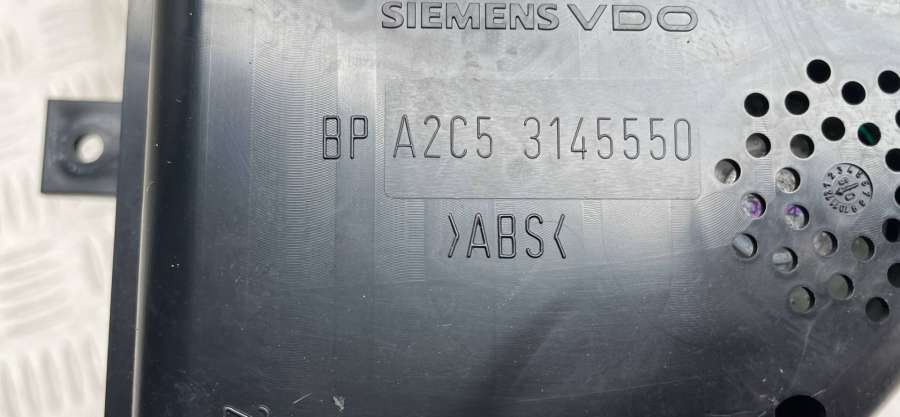 SIEMENS VDO
BP A2C5 3145550
>ABS<